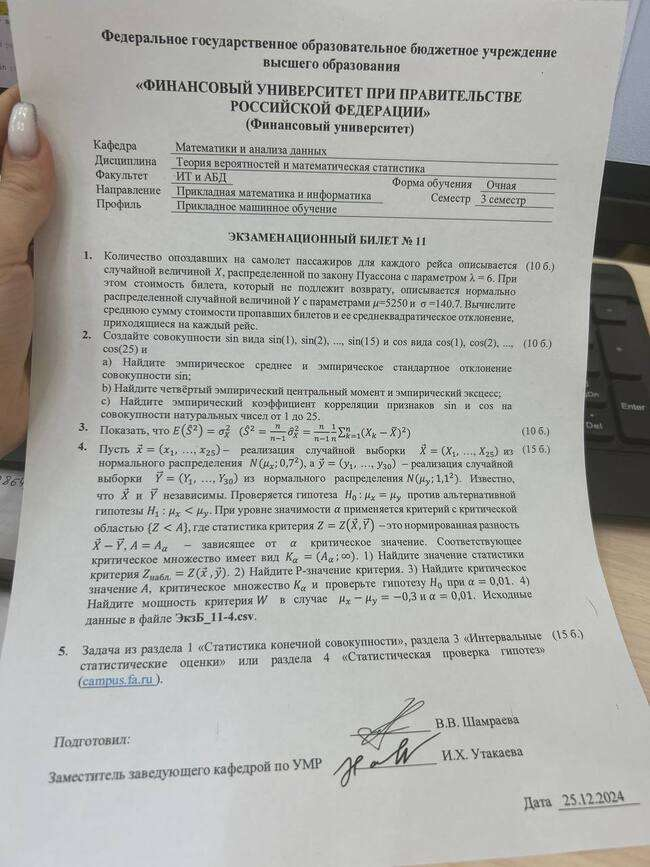 Федеральное государственное образовательное бюджетное учреждение
высшего образования
«ФИНАНСОВЫЙ УНИВЕРСИТЕТ ПРИ ПРАВИТЕЛЬСТВЕ
РОССИЙСКОЙ ФЕДЕРАЦИИ»
(Финансовый университет)
Кафедра Математики и анализа данных
Дисциплина Теория вероятностей и математическая статистика
Факультет ИТ и АБД Форма обучения Очная
Направление Прикладная математика и информатика Семестр 3 семестр
Профиль Прикладное машинное обучение
ЭКЗАМЕНАЦИОННЫЙ БИЛЕТ № 11
1. Количество опоздавших на самолет пассажиров для каждого рейса описывается (10 б.)
случайной величиной X, распределенной по закону Пуассона с параметром λ = 6. При
этом стоимость билета, который не подлежит возврату, описывается нормально
распределенной случайной величиной Y с параметрами μ=5250 и σ =140.7. Вычислите
среднюю сумму стоимости пропавших билетов и ее среднеквадратическое отклонение,
приходящиеся на каждый рейс.
2. Создайте совокупности sin вида sin(1), sin(2), ..., sin(15) и cos вида cos(1), cos(2), ..., (10 б.)
cos(25) и
a) Найдите эмпирическое среднее и эмпирическое стандартное отклонение
совокупности sin;
b) Найдите четвёртый эмпирический центральный момент и эмпирический эксцесс;
c) Найдите эмпирический коэффициент корреляции признаков sin и cos на
совокупности натуральных чисел от 1 до 25.
3. Показать, что E(Ŝ²) = σ²_X (Ŝ² = n/(n−1) σ̂²_X = n/(n−1) 1/n Σⁿₖ₌₁(Xₖ − X̄)²) (10 б.)
4. Пусть x⃗ = (x₁, …, x₂₅) – реализация случайной выборки X⃗ = (X₁, …, X₂₅) из (15 б.)
нормального распределения N(μₓ; 0,7²), а y⃗ = (y₁, …, y₃₀) – реализация случайной
выборки Y⃗ = (Y₁, …, Y₃₀) из нормального распределения N(μ_y; 1,1²). Известно,
что X⃗ и Y⃗ независимы. Проверяется гипотеза H₀: μₓ = μ_y против альтернативной
гипотезы H₁: μₓ < μ_y. При уровне значимости α применяется критерий с критической
областью {Z < A}, где статистика критерия Z = Z(X⃗, Y⃗) – это нормированная разность
X̄ − Ȳ, A = A_α – зависящее от α критическое значение. Соответствующее
критическое множество имеет вид K_α = (A_α; ∞). 1) Найдите значение статистики
критерия Z_набл. = Z(x⃗, y⃗). 2) Найдите P-значение критерия. 3) Найдите критическое
значение A, критическое множество K_α и проверьте гипотезу H₀ при α = 0,01. 4)
Найдите мощность критерия W в случае μₓ − μ_y = −0,3 и α = 0,01. Исходные
данные в файле ЭкзБ_11-4.csv.
5. Задача из раздела 1 «Статистика конечной совокупности», раздела 3 «Интервальные (15 б.)
статистические оценки» или раздела 4 «Статистическая проверка гипотез»
(campus.fa.ru ).
Подготовил: В.В. Шамраева
Заместитель заведующего кафедрой по УМР И.Х. Утакаева
Дата 25.12.2024
End
Del